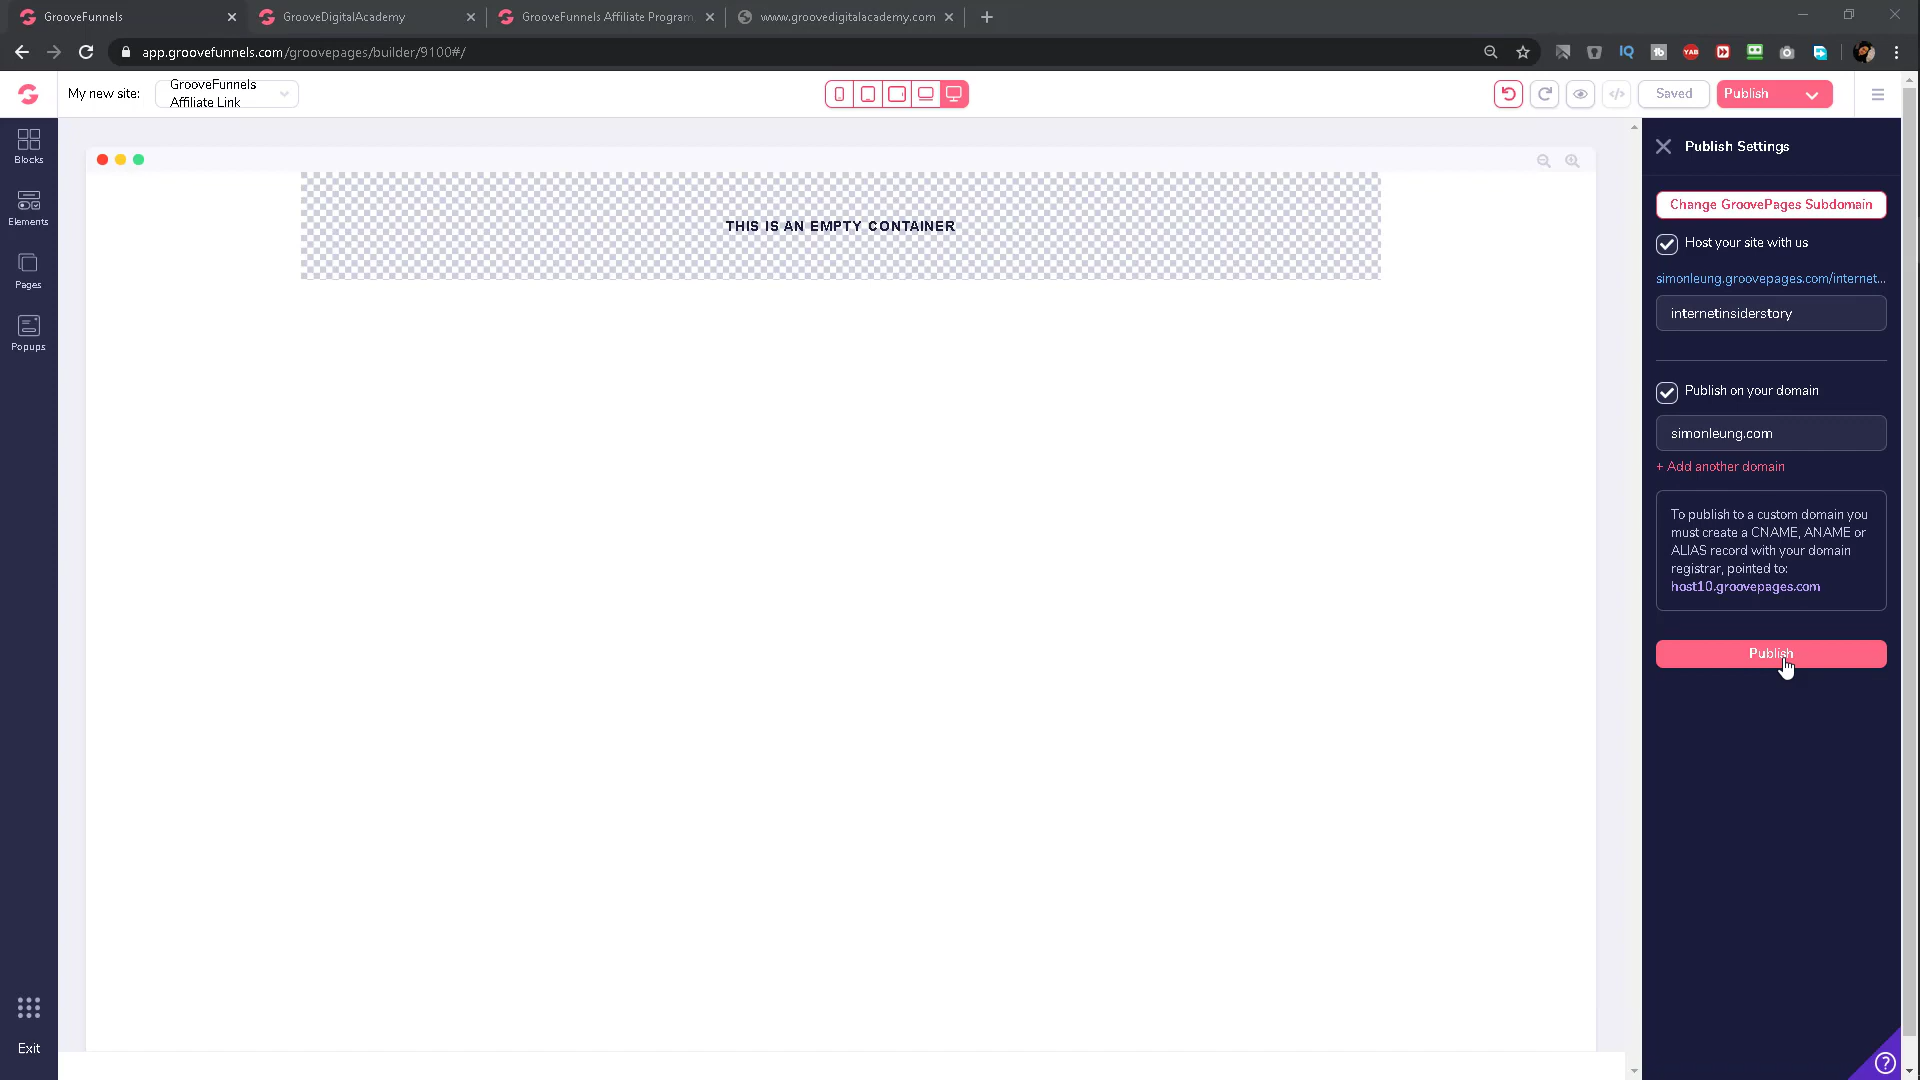 GrooveFunnels
GrooveDigitalAcademy
GrooveFunnels Affiliate Program
www.groovedigitalacademy.com
app.groovefunnels.com/groovepages/builder/9100#/
My new site:
GrooveFunnels
Affiliate Link
Saved
Publish
Blocks
Elements
Pages
Popups
Exit
THIS IS AN EMPTY CONTAINER
Publish Settings
Change GroovePages Subdomain
Host your site with us
simonleung.groovepages.com/internet...
internetinsiderstory
Publish on your domain
simonleung.com
+ Add another domain
To publish to a custom domain you
must create a CNAME, ANAME or
ALIAS record with your domain
registrar, pointed to:
host10.groovepages.com
Publish